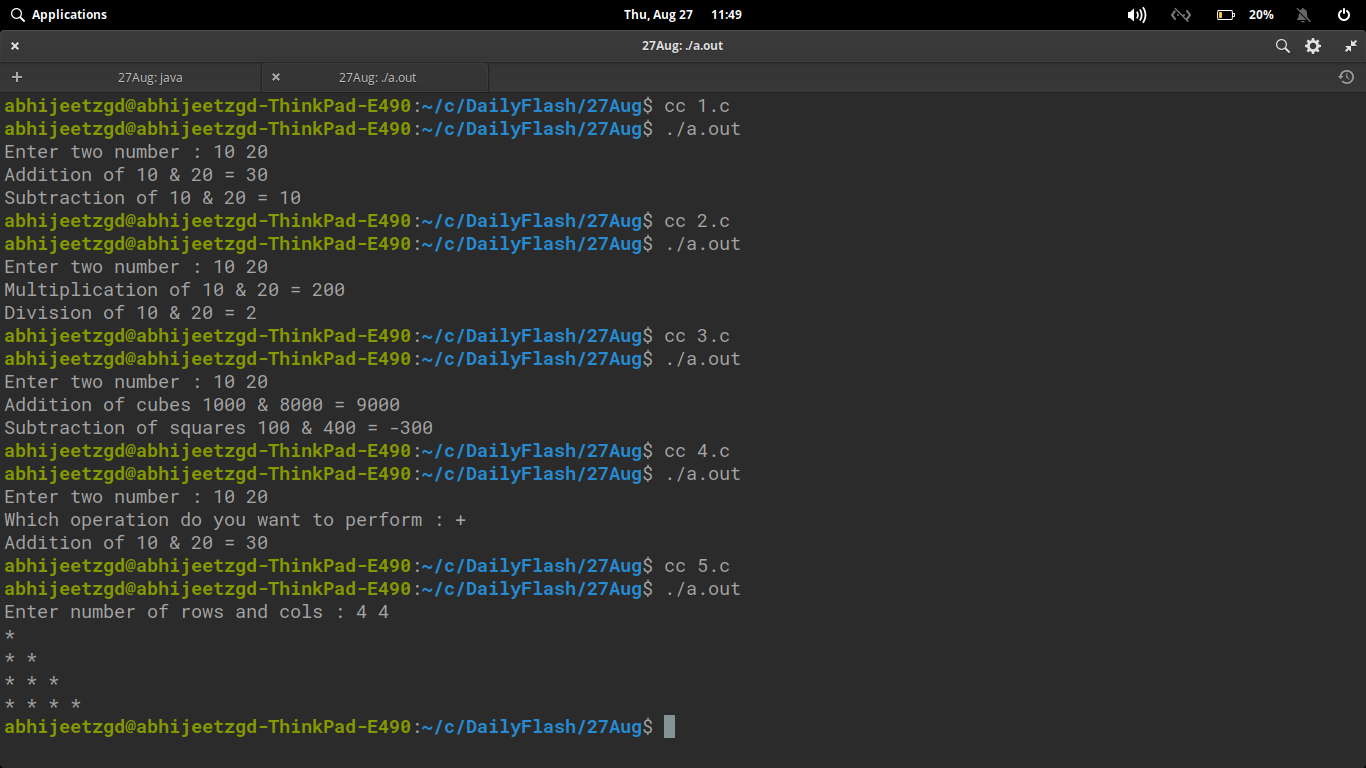 Applications
Thu, Aug 27 11:49
20%
27Aug: ./a.out
27Aug: java
27Aug: ./a.out
abhijeetzgd@abhijeetzgd-ThinkPad-E490:~/c/DailyFlash/27Aug$ cc 1.c
abhijeetzgd@abhijeetzgd-ThinkPad-E490:~/c/DailyFlash/27Aug$ ./a.out
Enter two number : 10 20
Addition of 10 & 20 = 30
Subtraction of 10 & 20 = 10
abhijeetzgd@abhijeetzgd-ThinkPad-E490:~/c/DailyFlash/27Aug$ cc 2.c
abhijeetzgd@abhijeetzgd-ThinkPad-E490:~/c/DailyFlash/27Aug$ ./a.out
Enter two number : 10 20
Multiplication of 10 & 20 = 200
Division of 10 & 20 = 2
abhijeetzgd@abhijeetzgd-ThinkPad-E490:~/c/DailyFlash/27Aug$ cc 3.c
abhijeetzgd@abhijeetzgd-ThinkPad-E490:~/c/DailyFlash/27Aug$ ./a.out
Enter two number : 10 20
Addition of cubes 1000 & 8000 = 9000
Subtraction of squares 100 & 400 = -300
abhijeetzgd@abhijeetzgd-ThinkPad-E490:~/c/DailyFlash/27Aug$ cc 4.c
abhijeetzgd@abhijeetzgd-ThinkPad-E490:~/c/DailyFlash/27Aug$ ./a.out
Enter two number : 10 20
Which operation do you want to perform : +
Addition of 10 & 20 = 30
abhijeetzgd@abhijeetzgd-ThinkPad-E490:~/c/DailyFlash/27Aug$ cc 5.c
abhijeetzgd@abhijeetzgd-ThinkPad-E490:~/c/DailyFlash/27Aug$ ./a.out
Enter number of rows and cols : 4 4
*
* *
* * *
* * * *
abhijeetzgd@abhijeetzgd-ThinkPad-E490:~/c/DailyFlash/27Aug$